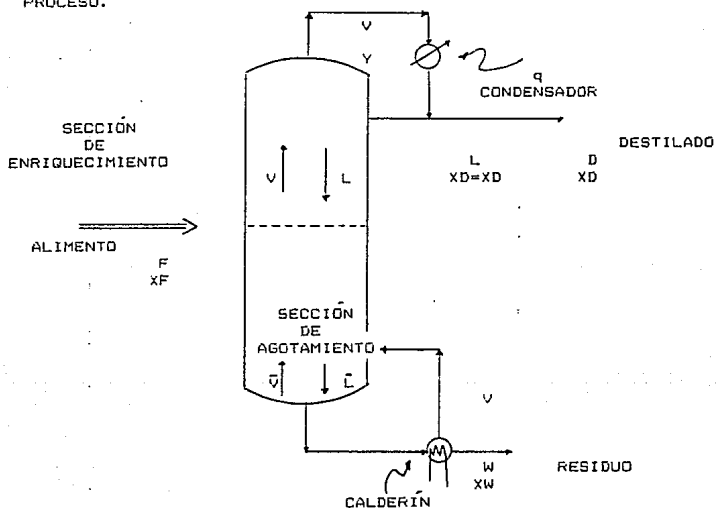 PROCESO.
V
Y
q
CONDENSADOR
SECCIÓN
DE
ENRIQUECIMIENTO
DESTILADO
V L
L D
XD=XD XD
ALIMENTO
F
XF
SECCIÓN
DE
AGOTAMIENTO
V̄ L̄
V
W
XW
RESIDUO
CALDERÍN